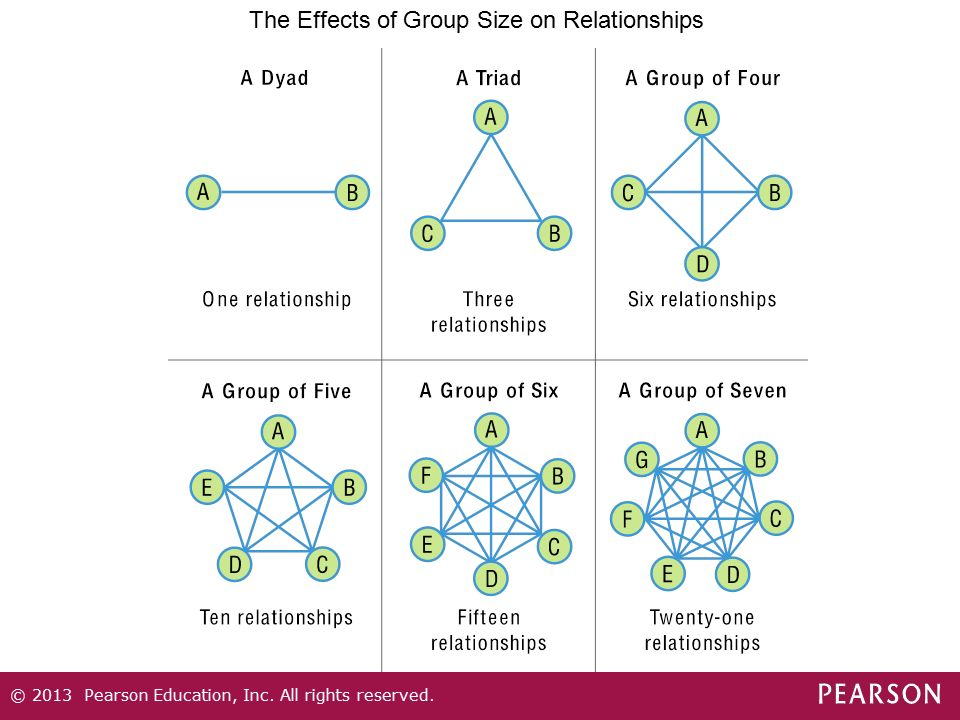 The Effects of Group Size on Relationships
A Dyad
A
B
One relationship
A Triad
A
C
B
Three
relationships
A Group of Four
A
C
B
D
Six relationships
A Group of Five
A
E
B
D
C
Ten relationships
A Group of Six
A
F
B
E
C
D
Fifteen
relationships
A Group of Seven
A
G
B
F
C
E
D
Twenty-one
relationships
© 2013 Pearson Education, Inc. All rights reserved.
PEARSON